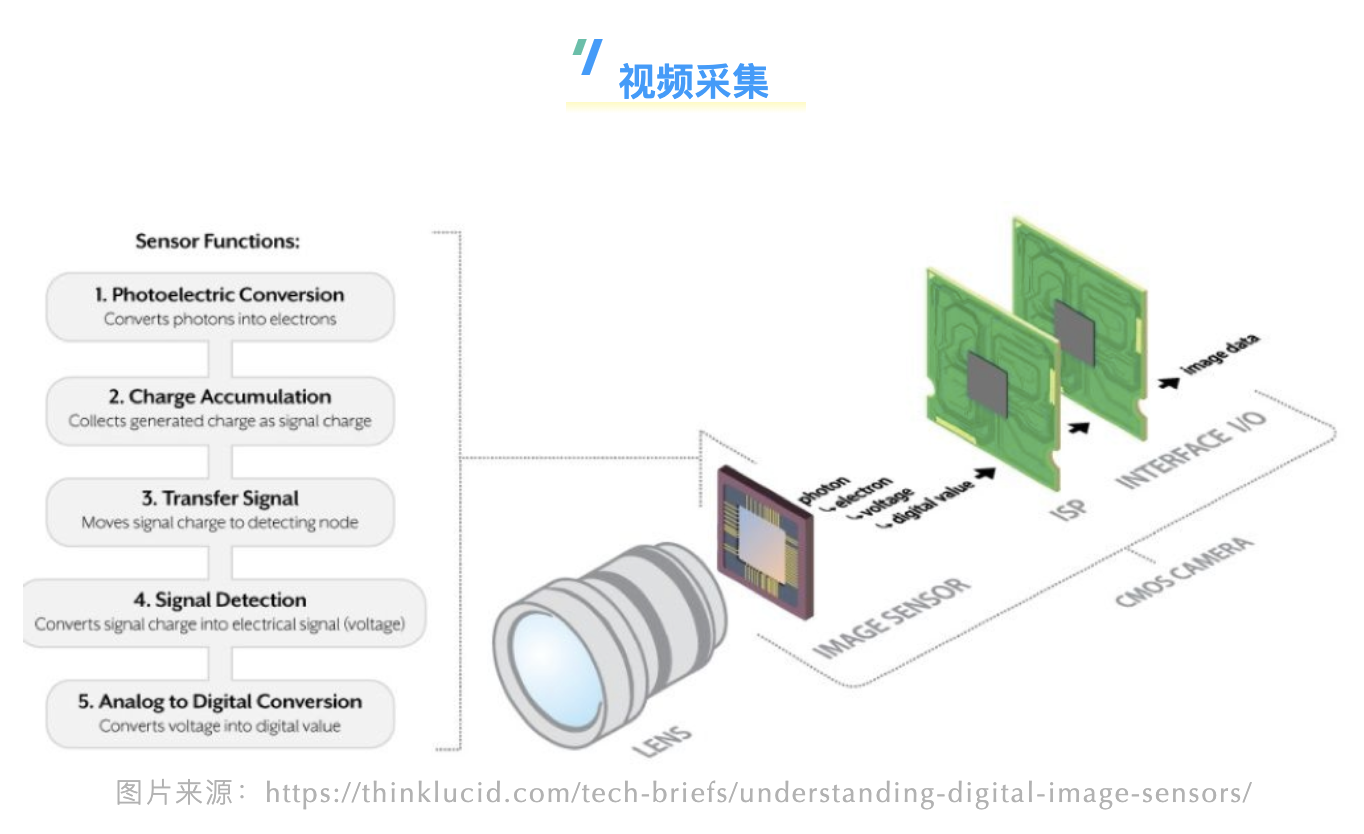 视频采集
Sensor Functions:
1. Photoelectric Conversion
Converts photons into electrons
2. Charge Accumulation
Collects generated charge as signal charge
3. Transfer Signal
Moves signal charge to detecting node
4. Signal Detection
Converts signal charge into electrical signal (voltage)
5. Analog to Digital Conversion
Converts voltage into digital value
LENS
IMAGE SENSOR
photon
electron
voltage
digital value
ISP
INTERFACE I/O
image data
CMOS CAMERA
图片来源：https://thinklucid.com/tech-briefs/understanding-digital-image-sensors/